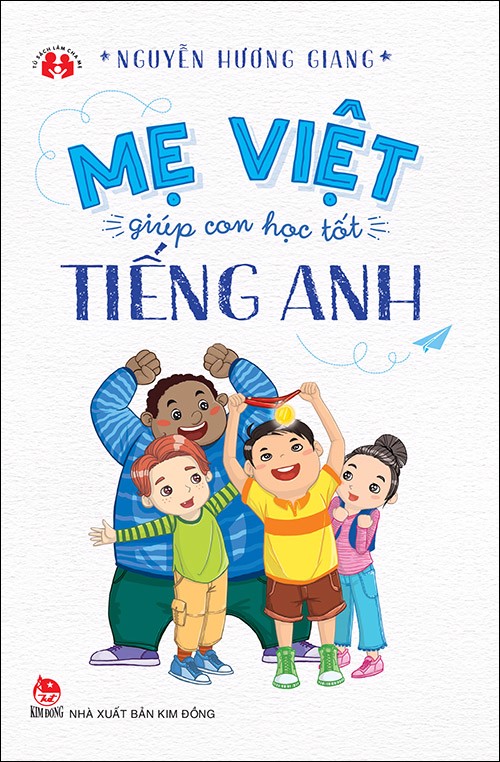 TỦ SÁCH LÀM CHA MẸ
★NGUYỄN HƯƠNG GIANG★
MẸ VIỆT
giúp con học tốt
TIẾNG ANH
KIM ĐỒNG
NHÀ XUẤT BẢN KIM ĐỒNG